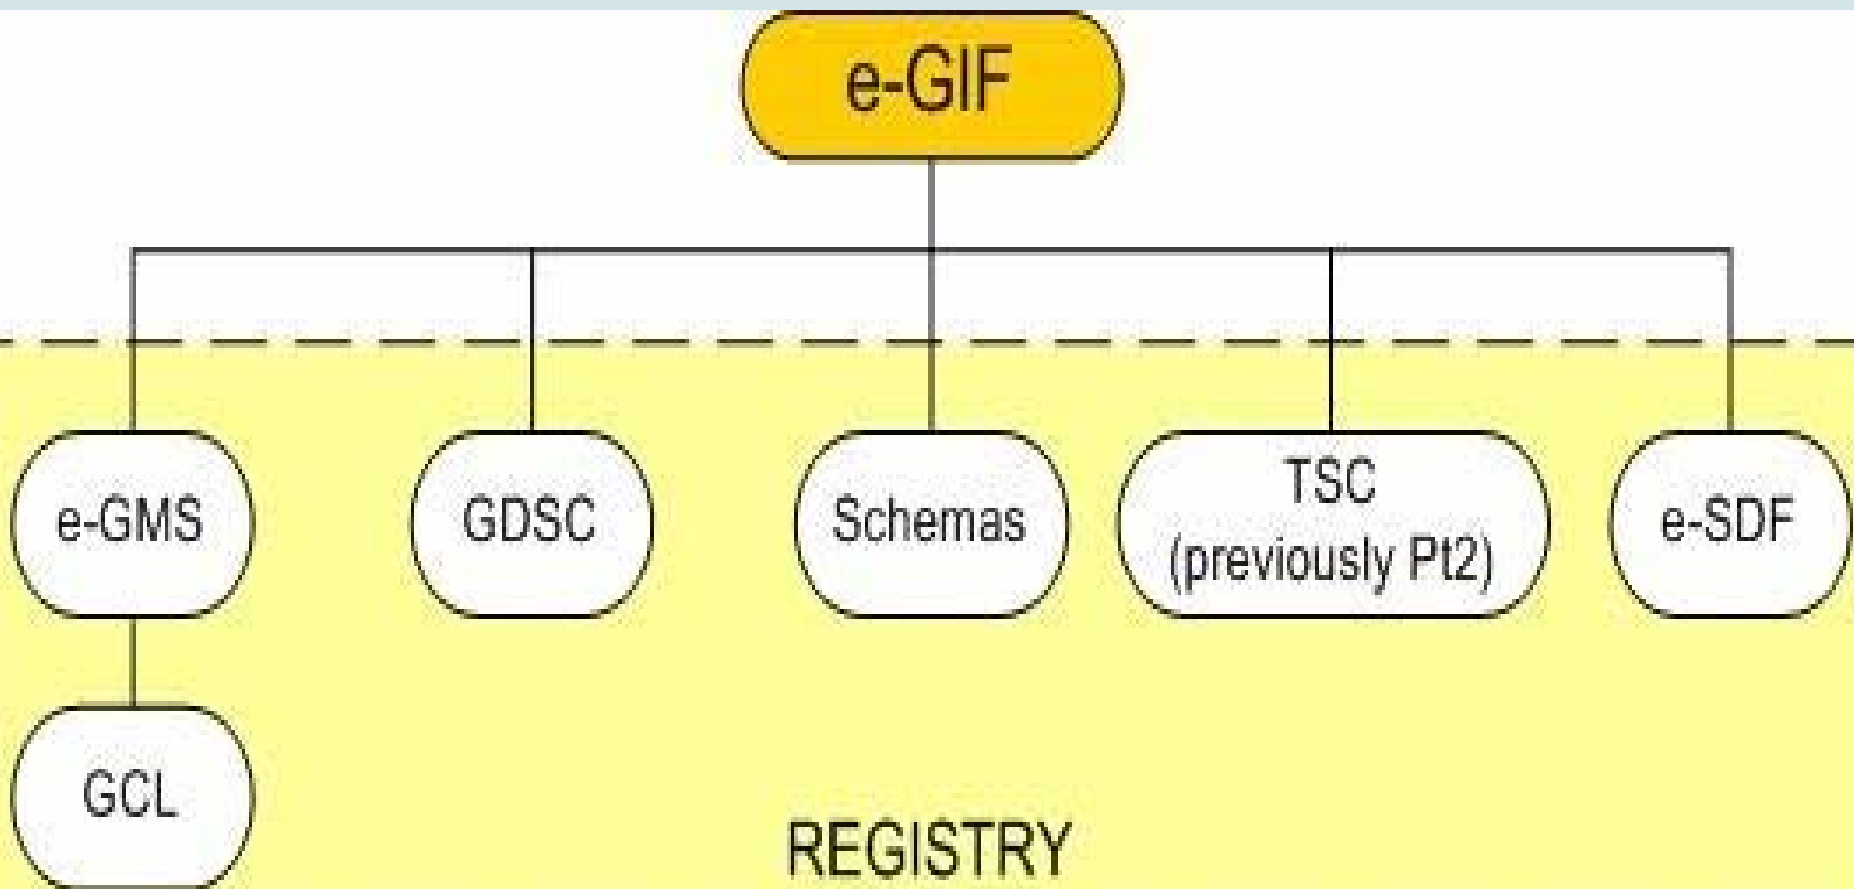 e-GIF
e-GMS
GDSC
Schemas
TSC
(previously Pt2)
e-SDF
GCL
REGISTRY